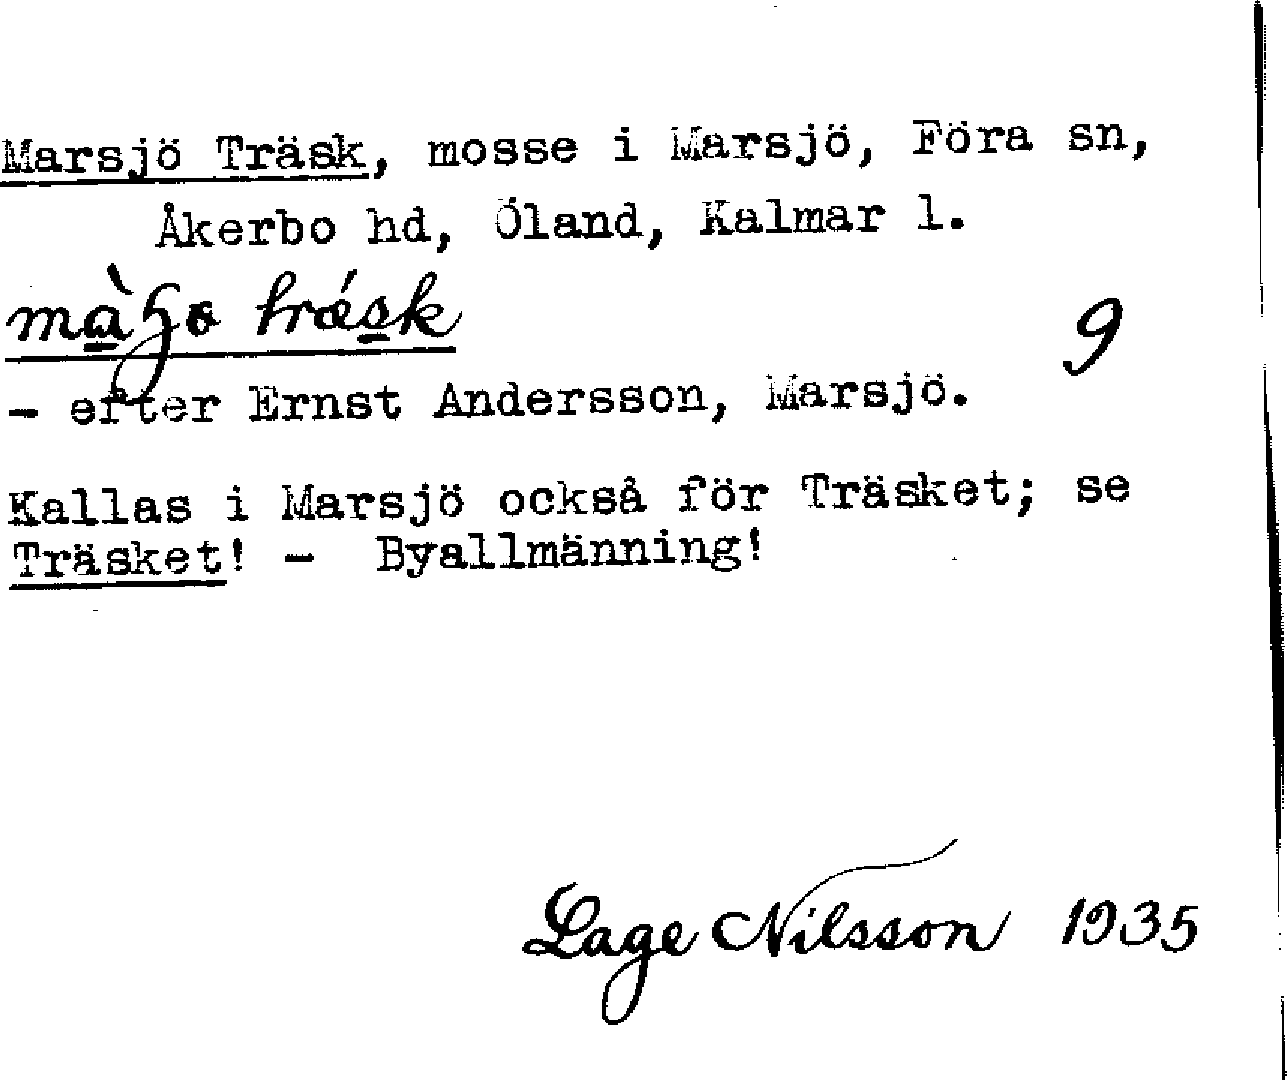 Marsjö Träsk, mosse i Marsjö, Föra sn,
Åkerbo hd, Öland, Kalmar l.
träsk
9
- efter Ernst Andersson, Marsjö.
Kallas i Marsjö också för Träsket; se
Träsket! - Byallmänning!
Lage Nilsson 1935